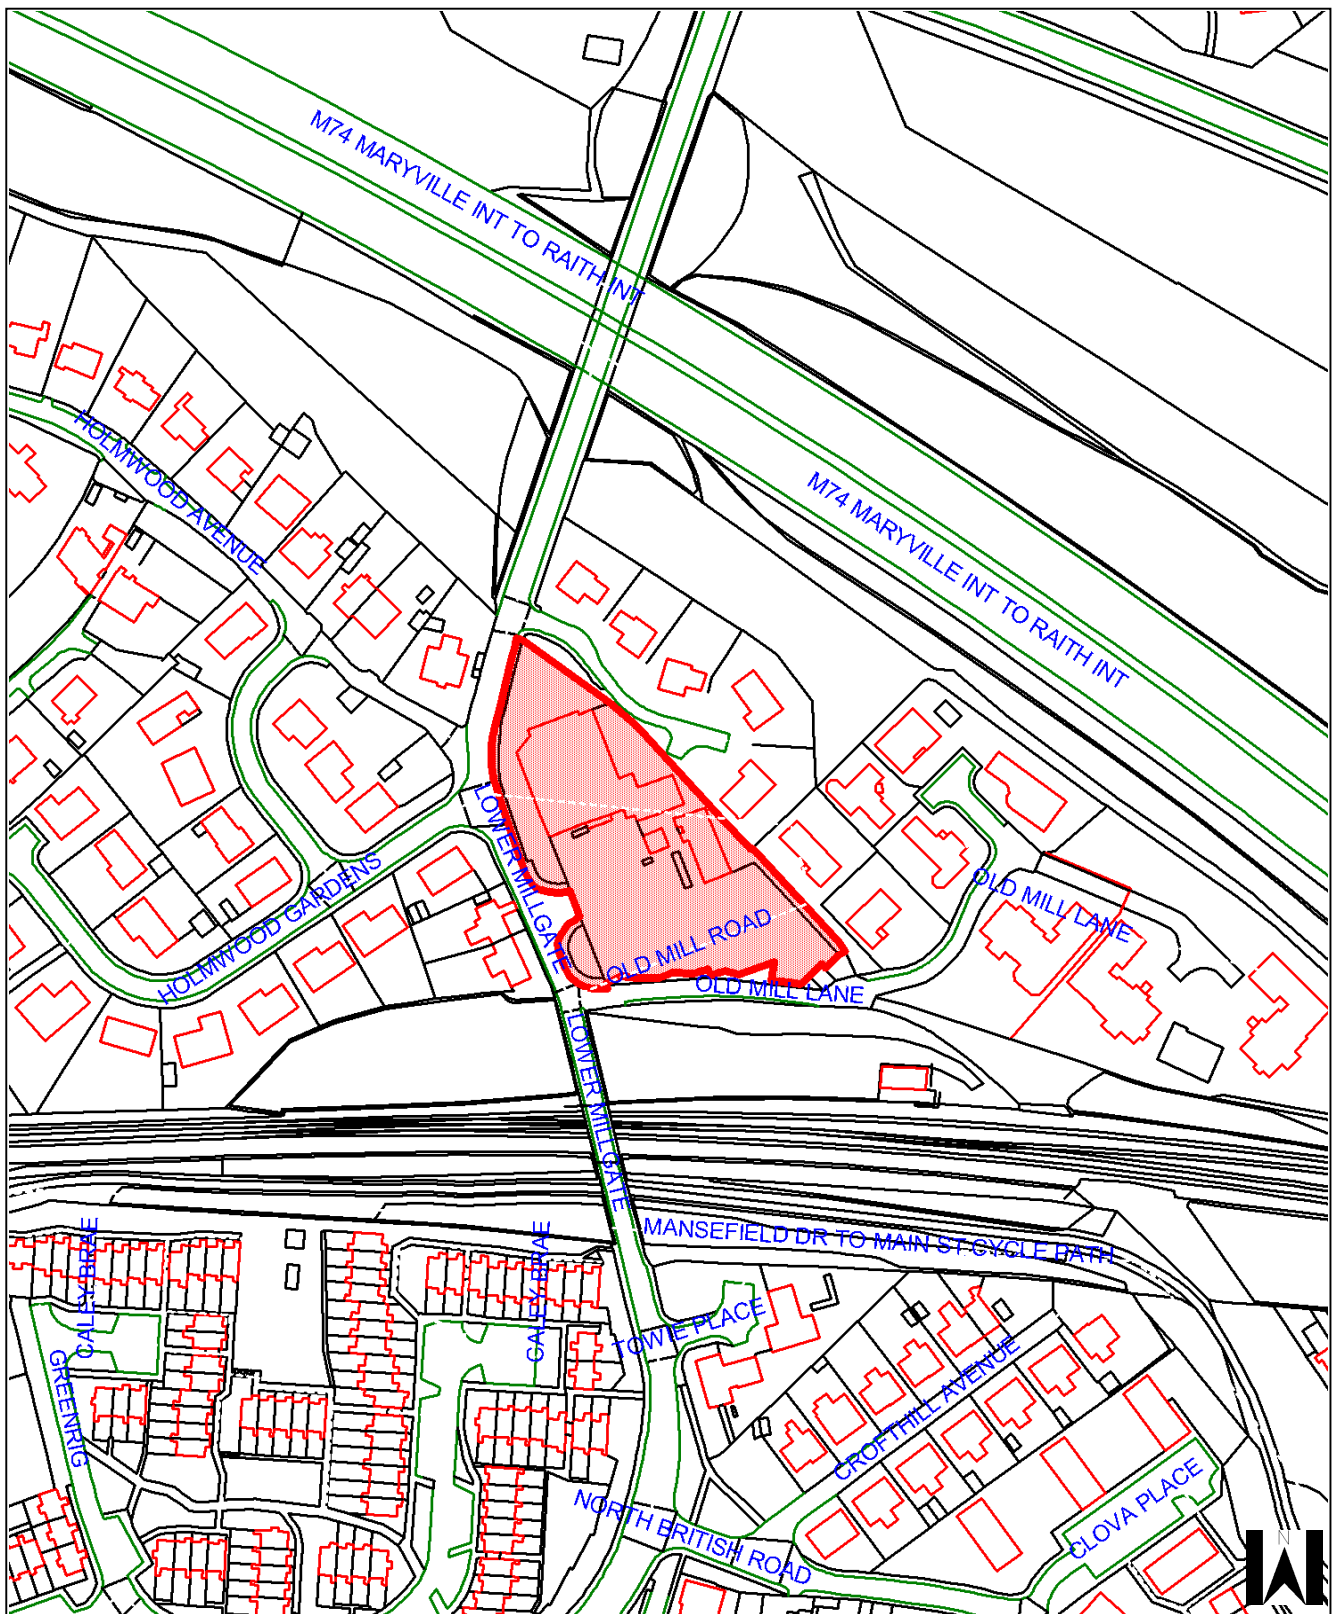 M74 MARYVILLE INT TO RAITH INT
M74 MARYVILLE INT TO RAITH INT
HOLMWOOD AVENUE
LOWER MILLGATE
HOLMWOOD GARDENS
OLD MILL LANE
OLD MILL ROAD
OLD MILL LANE
LOWER MILLGATE
MANSEFIELD DR TO MAIN ST CYCLE PATH
CALEY BRAE
CALEY BRAE
TOWIE PLACE
GREENRIG
CROFTHILL AVENUE
NORTH BRITISH ROAD
CLOVA PLACE
N